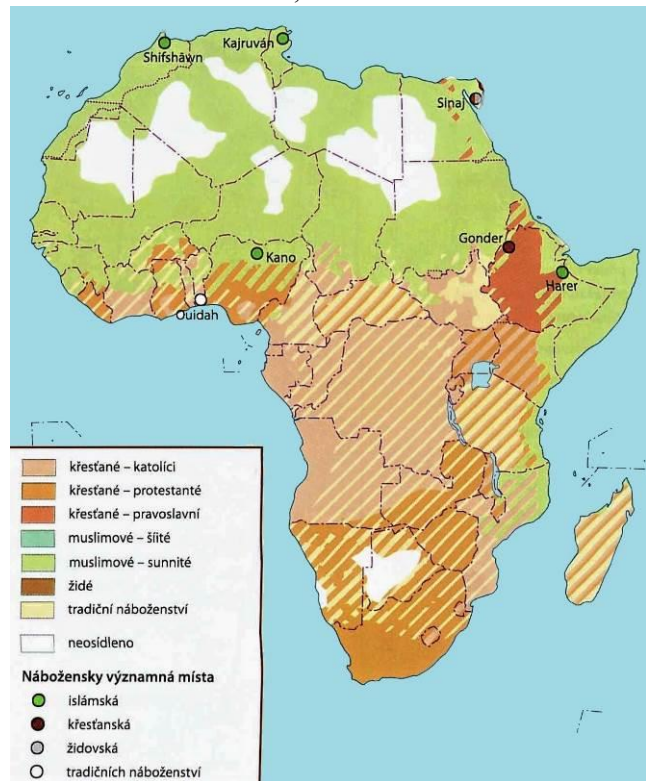 Shifshāwn
Kajruván
Sinaj
Gonder
Kano
Harer
Ouidah
křesťané – katolíci
křesťané – protestanté
křesťané – pravoslavní
muslimové – šíité
muslimové – sunnité
židé
tradiční náboženství
neosídleno
Nábožensky významná místa
islámská
křesťanská
židovská
tradičních náboženství